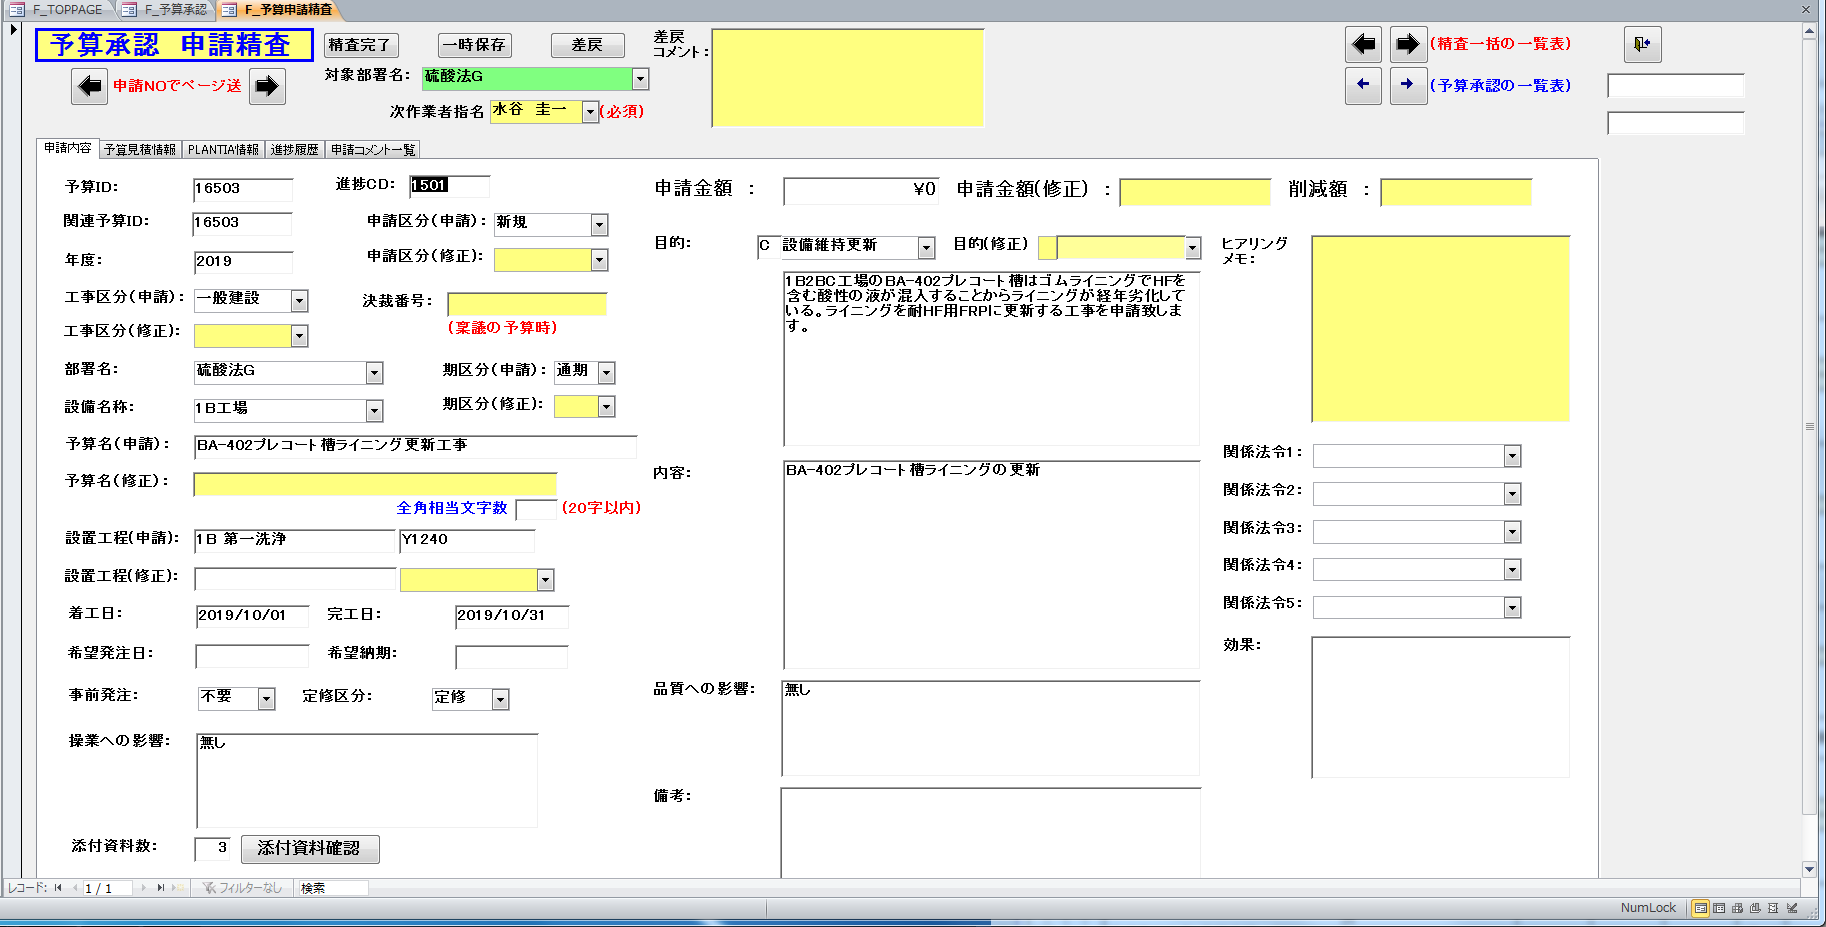 F_TOPPAGE
F_予算承認
F_予算申請精査
予算承認　申請精査
精査完了
一時保存
差戻
差戻
コメント：
(精査一括の一覧表)
申請NOでページ送
対象部署名：
硫酸法G
(予算承認の一覧表)
次作業者指名
水谷　圭一
(必須)
申請内容
予算見積情報
PLANTIA情報
進捗履歴
申請コメント一覧
予算ID：
16503
進捗CD：
1501
申請金額　：
¥0
申請金額(修正)　：
削減額　：
関連予算ID：
16503
申請区分(申請)：
新規
年度：
2019
申請区分(修正)：
目的：
C
設備維持更新
目的(修正)
ヒアリング
メモ：
1B2BC工場のBA-402プレコート槽はゴムライニングでHFを
含む酸性の液が混入することからライニングが経年劣化して
いる。ライニングを耐HF用FRPに更新する工事を申請致しま
す。
工事区分(申請)：
一般建設
決裁番号：
(稟議の予算時)
工事区分(修正)：
部署名：
硫酸法G
期区分(申請)：
通期
設備名称：
1B工場
期区分(修正)：
予算名(申請)：
BA-402プレコート槽ライニング更新工事
予算名(修正)：
全角相当文字数
(20字以内)
内容：
BA-402プレコート槽ライニングの更新
関係法令1：
関係法令2：
関係法令3：
関係法令4：
関係法令5：
設置工程(申請)：
1B 第一洗浄
Y1240
設置工程(修正)：
着工日：
2019/10/01
完工日：
2019/10/31
希望発注日：
希望納期：
効果：
事前発注：
不要
定修区分：
定修
品質への影響：
無し
操業への影響：
無し
備考：
添付資料数：
3
添付資料確認
レコード：
1 / 1
フィルターなし
検索
NumLock